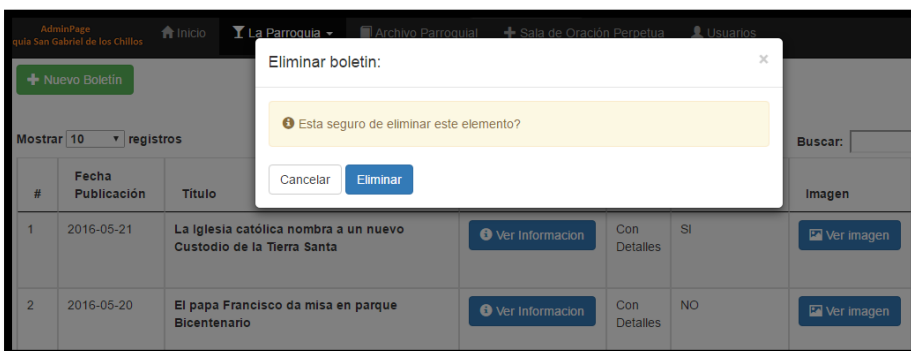 AdminPage
quia San Gabriel de los Chillos
Inicio
La Parroquia
Archivo Parroquial
Sala de Oración Perpetua
Usuarios
Eliminar boletin:
×
Nuevo Boletín
Esta seguro de eliminar este elemento?
Mostrar 10 registros
Buscar:
Cancelar
Eliminar
#
Fecha
Publicación
Título
Imagen
1
2016-05-21
La Iglesia católica nombra a un nuevo
Custodio de la Tierra Santa
Ver Informacion
Con
Detalles
SI
Ver imagen
2
2016-05-20
El papa Francisco da misa en parque
Bicentenario
Ver Informacion
Con
Detalles
NO
Ver imagen